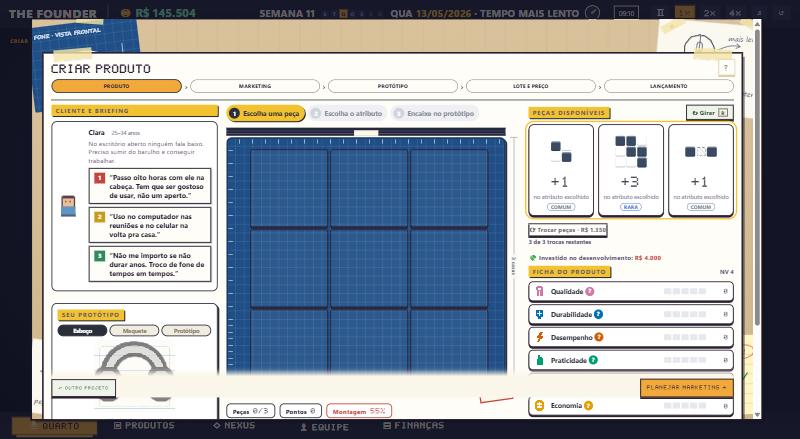 THE FOUNDER
R$ 145.504
SEMANA 11
QUA 13/05/2026 · TEMPO MAIS LENTO
09:10
1×
2×
4×
CRIAR
FONE · VISTA FRONTAL
mais le
CRIAR PRODUTO
?
PRODUTO
MARKETING
PROTÓTIPO
LOTE E PREÇO
LANÇAMENTO
CLIENTE E BRIEFING
Clara 25–34 anos
No escritório aberto ninguém fala baixo.
Preciso sumir do barulho e conseguir
trabalhar.
1 "Passo oito horas com ele na
cabeça. Tem que ser gostoso
de usar, não um aperto."
2 "Uso no computador nas
reuniões e no celular na
volta pra casa."
3 "Não me importo se não
durar anos. Troco de fone de
tempos em tempos."
SEU PROTÓTIPO
Esboço
Maquete
Protótipo
← OUTRO PROJETO
1 Escolha uma peça
2 Escolha o atributo
3 Encaixe no protótipo
Peças 0/3
Pontos 0
Montagem 55%
PEÇAS DISPONÍVEIS
Girar R
+1
no atributo escolhido
COMUM
+3
no atributo escolhido
RARA
+1
no atributo escolhido
COMUM
Trocar peças · R$ 1.350
3 de 3 trocas restantes
Investido no desenvolvimento: R$ 4.000
FICHA DO PRODUTO
NV 4
Qualidade ? 0
Durabilidade ? 0
Desempenho ? 0
Praticidade ? 0
PLANEJAR MARKETING →
Economia ? 0
QUARTO
PRODUTOS
NEXUS
EQUIPE
FINANÇAS